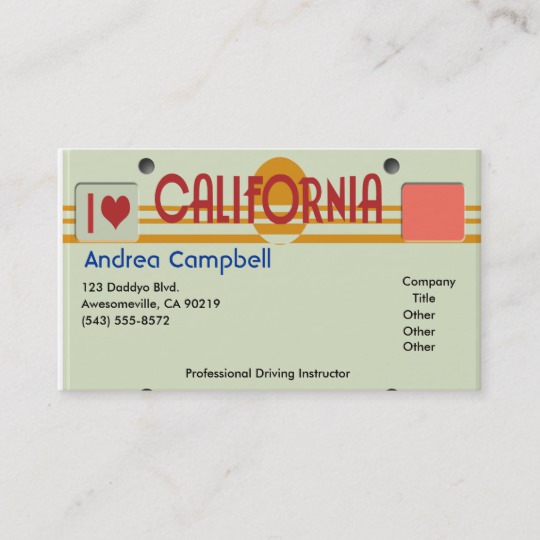 I ♥
CALIFORNIA
Andrea Campbell
123 Daddyo Blvd.
Awesomeville, CA 90219
(543) 555-8572
Company
Title
Other
Other
Other
Professional Driving Instructor